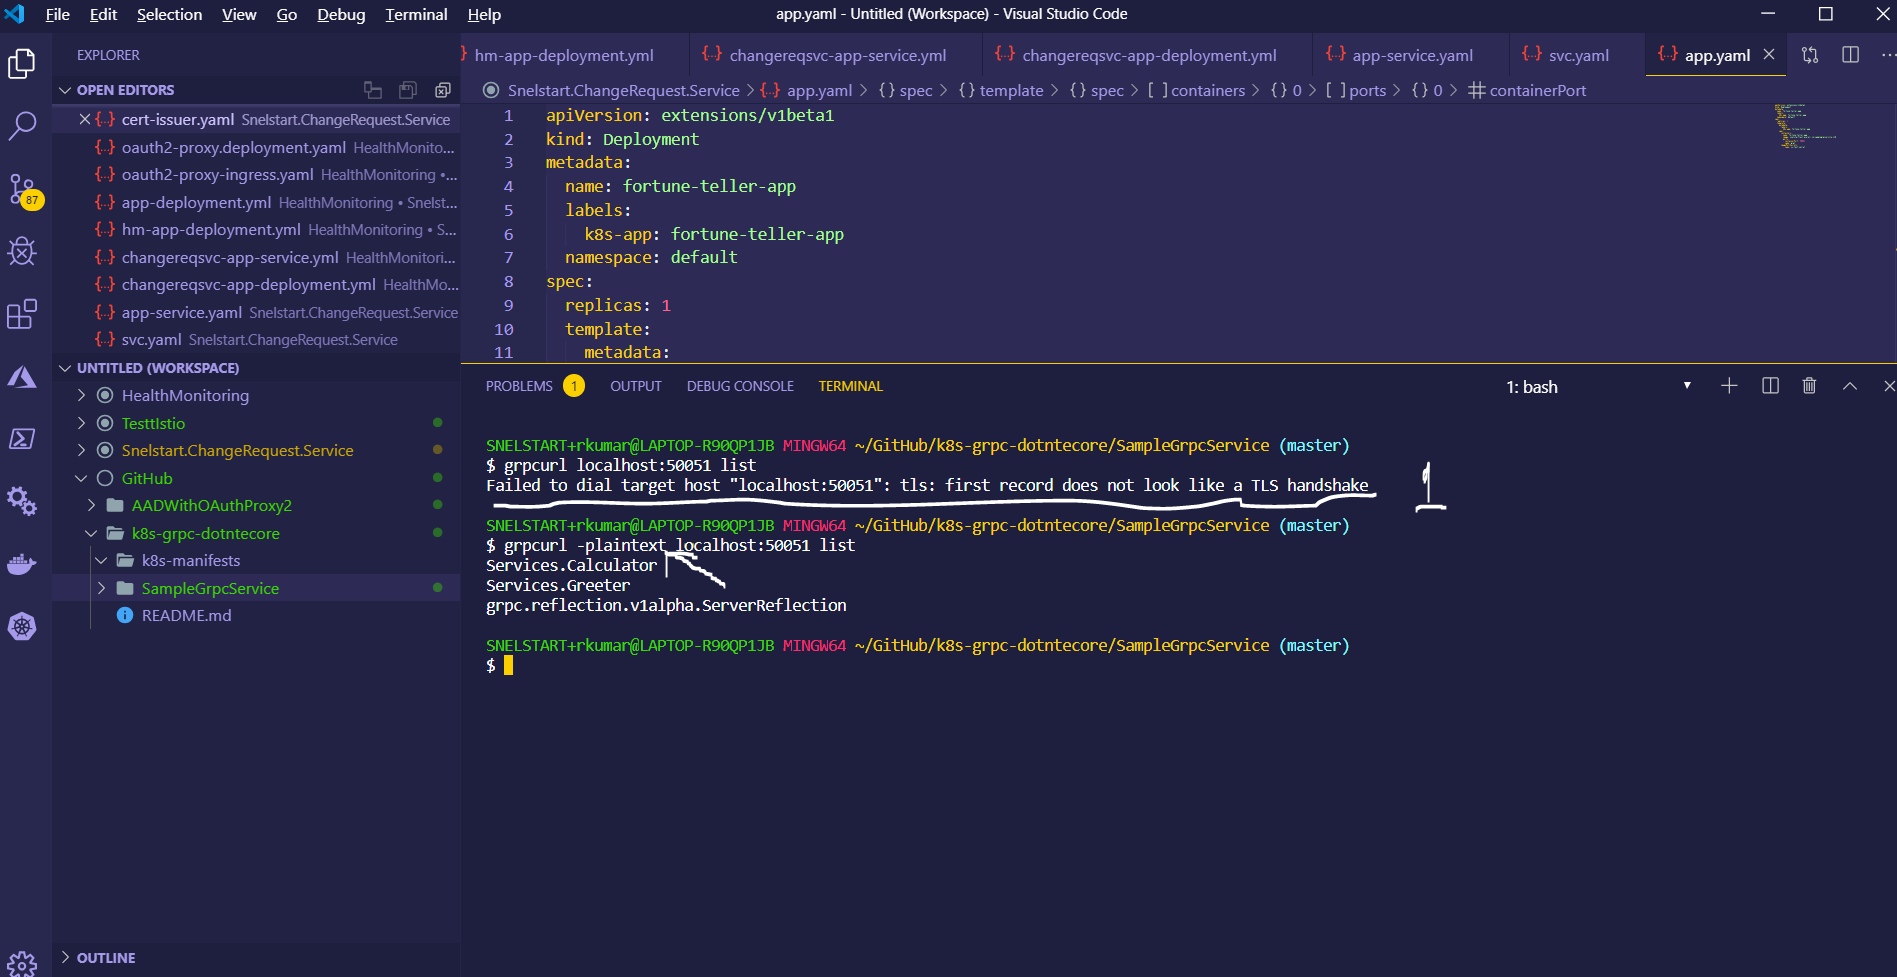 File Edit Selection View Go Debug Terminal Help
app.yaml - Untitled (Workspace) - Visual Studio Code
EXPLORER
OPEN EDITORS
cert-issuer.yaml Snelstart.ChangeRequest.Service
oauth2-proxy.deployment.yaml HealthMonito...
oauth2-proxy-ingress.yaml HealthMonitoring •...
app-deployment.yml HealthMonitoring • Snelst...
hm-app-deployment.yml HealthMonitoring • S...
changereqsvc-app-service.yml HealthMonitori...
changereqsvc-app-deployment.yml HealthMo...
app-service.yaml Snelstart.ChangeRequest.Service
svc.yaml Snelstart.ChangeRequest.Service
87
UNTITLED (WORKSPACE)
HealthMonitoring
TesttIstio
Snelstart.ChangeRequest.Service
GitHub
AADWithOAuthProxy2
k8s-grpc-dotntecore
k8s-manifests
SampleGrpcService
README.md
OUTLINE
hm-app-deployment.yml changereqsvc-app-service.yml changereqsvc-app-deployment.yml app-service.yaml svc.yaml app.yaml
Snelstart.ChangeRequest.Service > {..} app.yaml > {} spec > {} template > {} spec > [ ] containers > {} 0 > [ ] ports > {} 0 > # containerPort
1 apiVersion: extensions/v1beta1
2 kind: Deployment
3 metadata:
4 name: fortune-teller-app
5 labels:
6 k8s-app: fortune-teller-app
7 namespace: default
8 spec:
9 replicas: 1
10 template:
11 metadata:
PROBLEMS 1 OUTPUT DEBUG CONSOLE TERMINAL 1: bash
SNELSTART+rkumar@LAPTOP-R90QP1JB MINGW64 ~/GitHub/k8s-grpc-dotntecore/SampleGrpcService (master)
$ grpcurl localhost:50051 list
Failed to dial target host "localhost:50051": tls: first record does not look like a TLS handshake
1
SNELSTART+rkumar@LAPTOP-R90QP1JB MINGW64 ~/GitHub/k8s-grpc-dotntecore/SampleGrpcService (master)
$ grpcurl -plaintext localhost:50051 list
Services.Calculator
Services.Greeter
grpc.reflection.v1alpha.ServerReflection
SNELSTART+rkumar@LAPTOP-R90QP1JB MINGW64 ~/GitHub/k8s-grpc-dotntecore/SampleGrpcService (master)
$